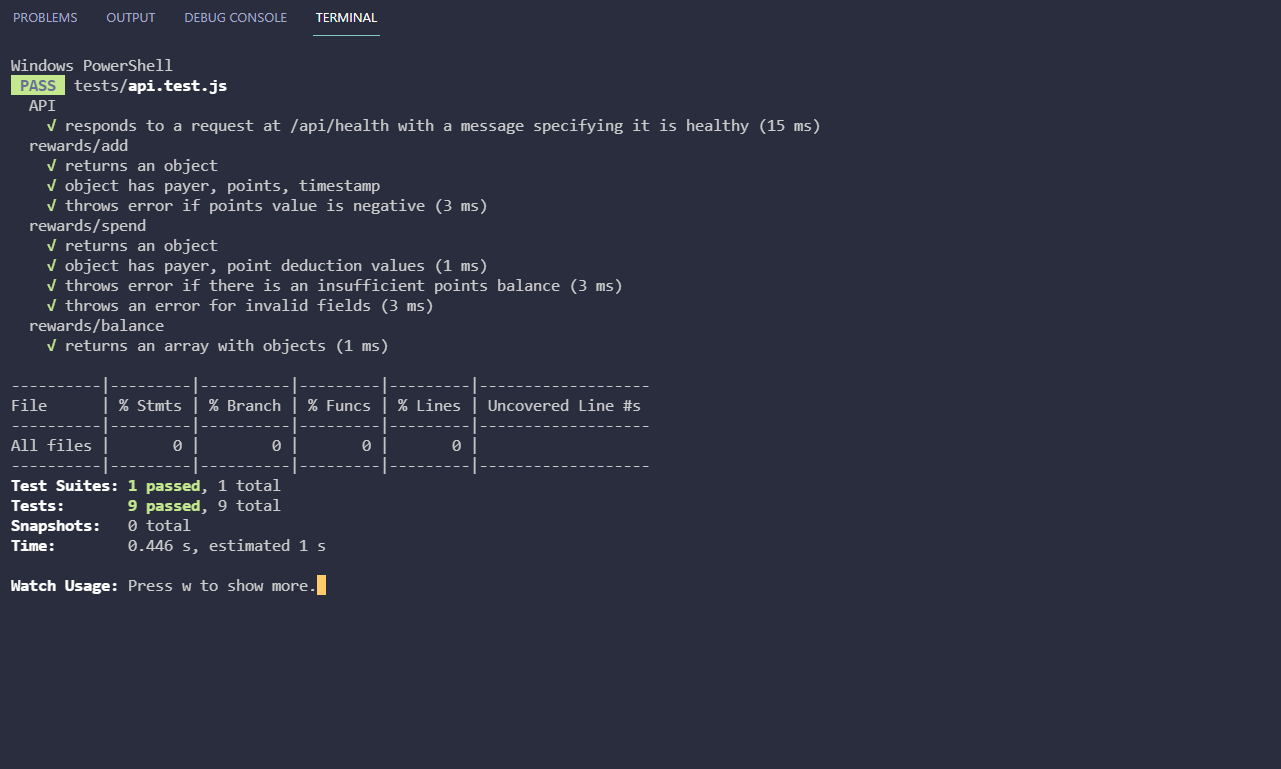 PROBLEMS OUTPUT DEBUG CONSOLE TERMINAL
Windows PowerShell
PASS tests/api.test.js
  API
    √ responds to a request at /api/health with a message specifying it is healthy (15 ms)
  rewards/add
    √ returns an object
    √ object has payer, points, timestamp
    √ throws error if points value is negative (3 ms)
  rewards/spend
    √ returns an object
    √ object has payer, point deduction values (1 ms)
    √ throws error if there is an insufficient points balance (3 ms)
    √ throws an error for invalid fields (3 ms)
  rewards/balance
    √ returns an array with objects (1 ms)
----------|---------|----------|---------|---------|-------------------
File      | % Stmts | % Branch | % Funcs | % Lines | Uncovered Line #s
----------|---------|----------|---------|---------|-------------------
All files |       0 |        0 |       0 |       0 |
----------|---------|----------|---------|---------|-------------------
Test Suites: 1 passed, 1 total
Tests:       9 passed, 9 total
Snapshots:   0 total
Time:        0.446 s, estimated 1 s
Watch Usage: Press w to show more.